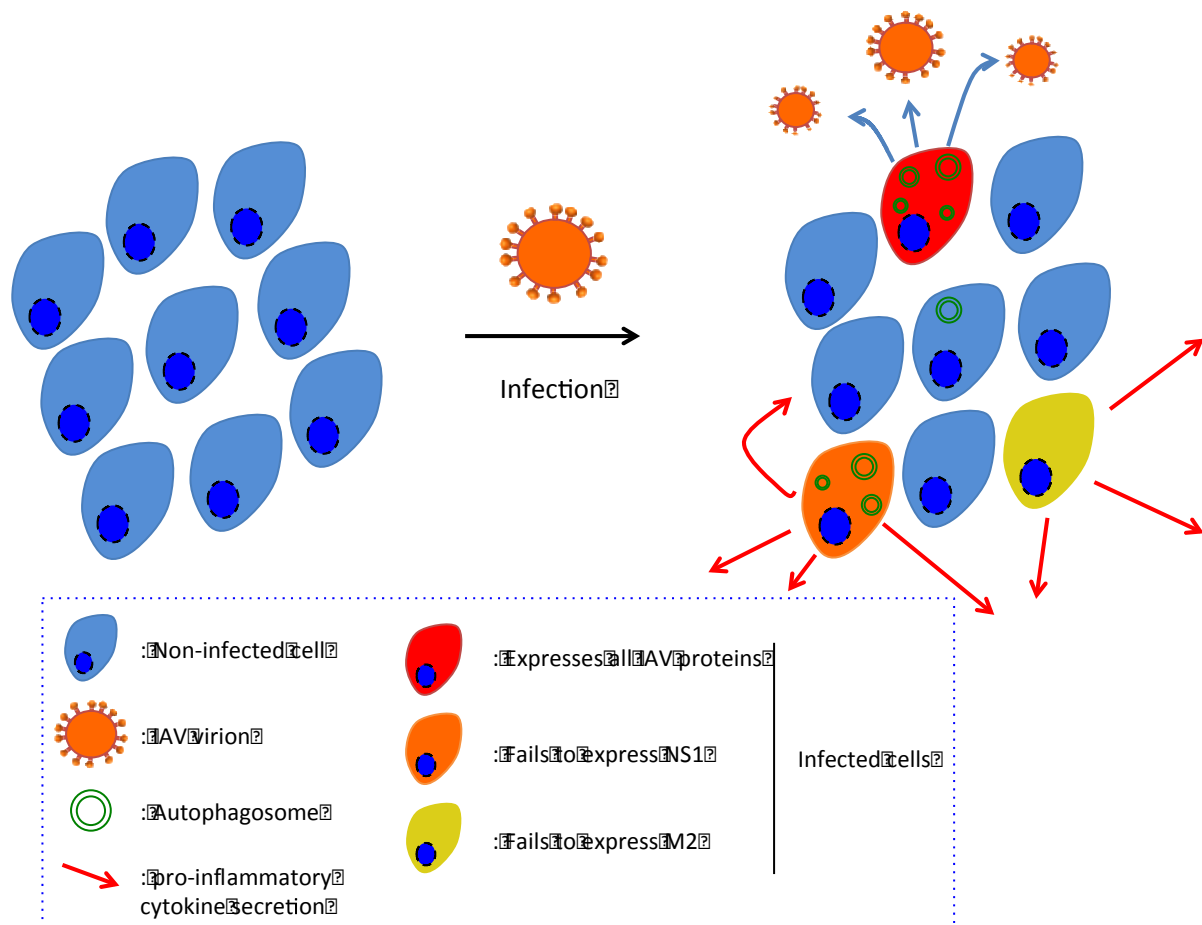 Infection
: Non-infected cell
: IAV virion
: Autophagosome
: pro-inflammatory
cytokine secretion
: Expresses all IAV proteins
: Fails to express NS1
: Fails to express M2
Infected cells